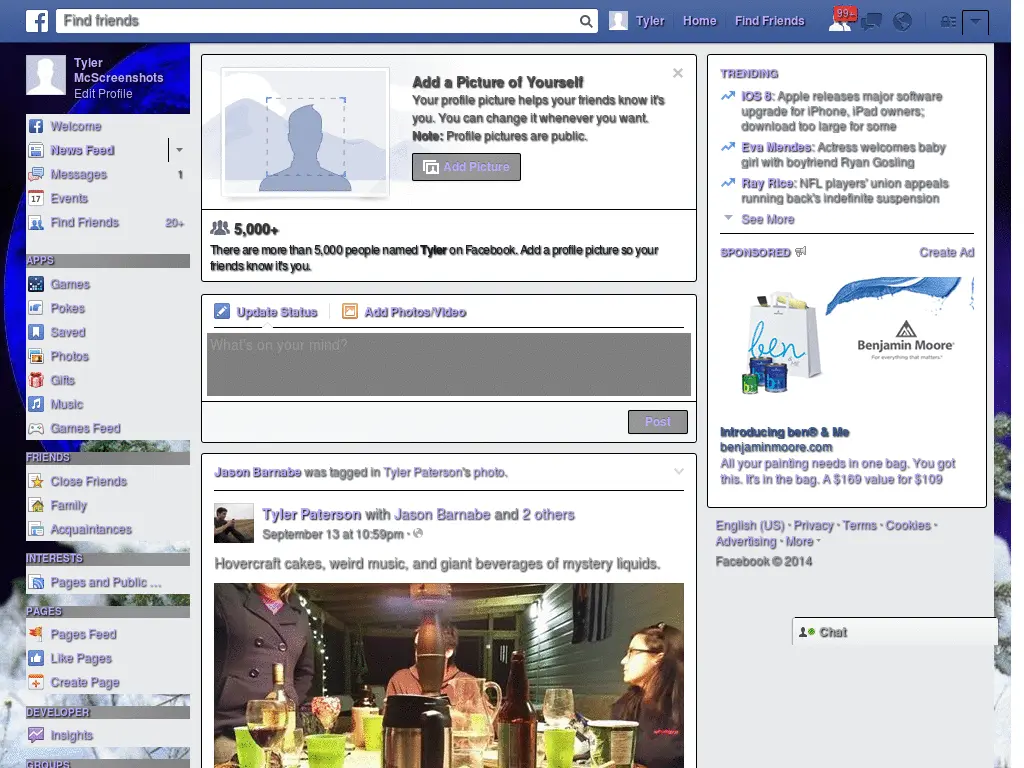 Find friends
Tyler
Home
Find Friends
99+
Tyler
McScreenshots
Edit Profile
Welcome
News Feed
Messages 1
17 Events
Find Friends 20+
APPS
Games
Pokes
Saved
Photos
Gifts
Music
Games Feed
FRIENDS
Close Friends
Family
Acquaintances
INTERESTS
Pages and Public ...
PAGES
Pages Feed
Like Pages
Create Page
DEVELOPER
Insights
GROUPS
Add a Picture of Yourself
Your profile picture helps your friends know it's
you. You can change it whenever you want.
Note: Profile pictures are public.
Add Picture
5,000+
There are more than 5,000 people named Tyler on Facebook. Add a profile picture so your
friends know it's you.
Update Status
Add Photos/Video
What's on your mind?
Post
Jason Barnabe was tagged in Tyler Paterson's photo.
Tyler Paterson with Jason Barnabe and 2 others
September 13 at 10:59pm ·
Hovercraft cakes, weird music, and giant beverages of mystery liquids.
TRENDING
iOS 8: Apple releases major software
upgrade for iPhone, iPad owners;
download too large for some
Eva Mendes: Actress welcomes baby
girl with boyfriend Ryan Gosling
Ray Rice: NFL players' union appeals
running back's indefinite suspension
See More
SPONSORED
Create Ad
ben
& Me
Benjamin Moore®
For everything that matters.™
Introducing ben® & Me
benjaminmoore.com
All your painting needs in one bag. You got
this. It's in the bag. A $169 value for $109
English (US) · Privacy · Terms · Cookies ·
Advertising · More
Facebook © 2014
Chat